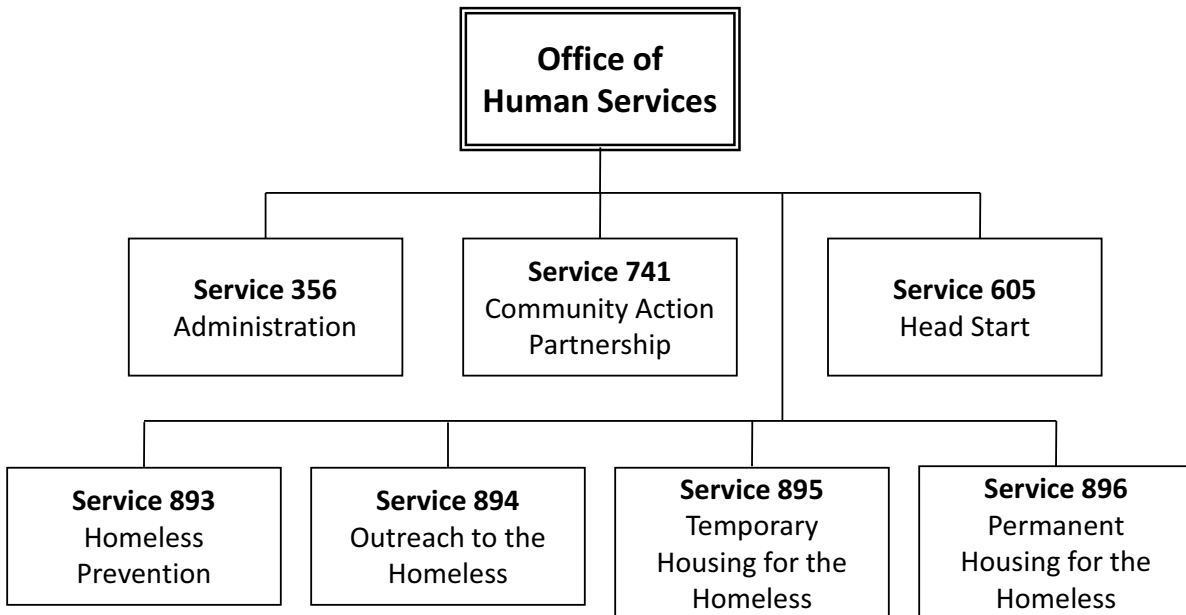 Office of
Human Services
Service 356
Administration
Service 741
Community Action
Partnership
Service 605
Head Start
Service 893
Homeless
Prevention
Service 894
Outreach to the
Homeless
Service 895
Temporary
Housing for the
Homeless
Service 896
Permanent
Housing for the
Homeless